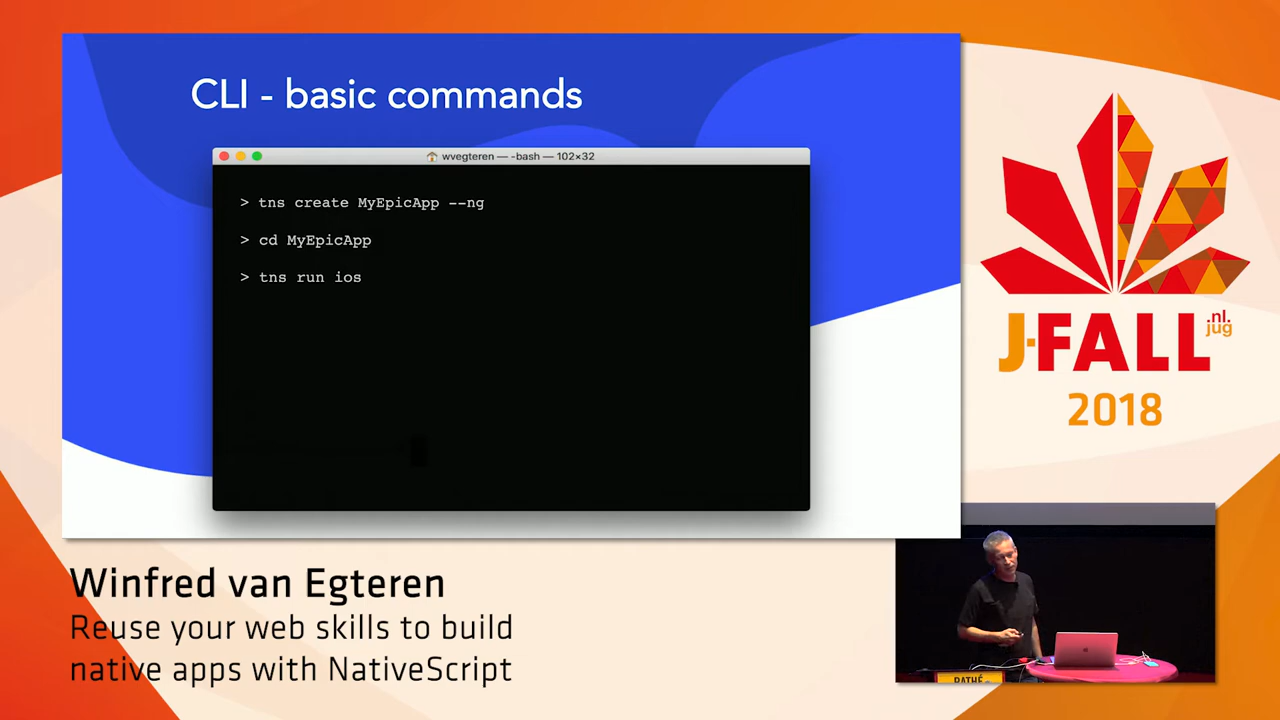 CLI - basic commands
wvegteren — -bash — 102×32
> tns create MyEpicApp --ng
> cd MyEpicApp
> tns run ios
J-FALL
.nl.
jug
2018
Winfred van Egteren
Reuse your web skills to build
native apps with NativeScript
PATHÉ